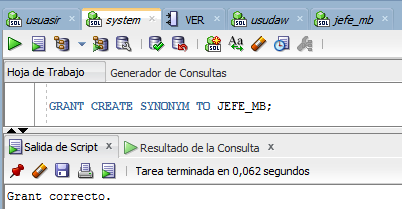 usuasir system VER usudaw jefe_mb
Hoja de Trabajo Generador de Consultas
GRANT CREATE SYNONYM TO JEFE_MB;
Salida de Script x Resultado de la Consulta x
Tarea terminada en 0,062 segundos
Grant correcto.